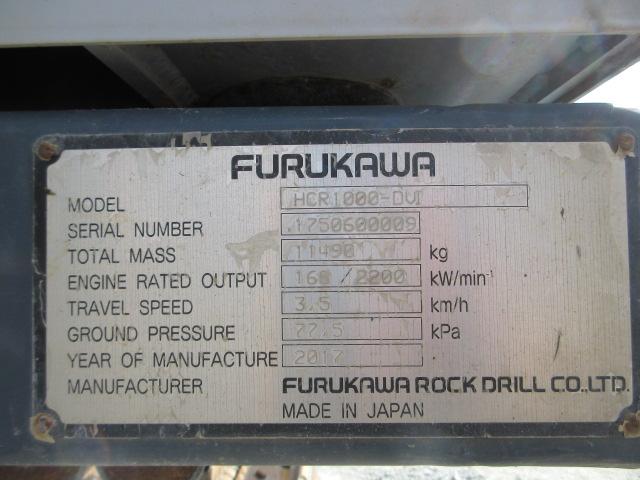 FURUKAWA
MODEL HCR1000-DVI
SERIAL NUMBER 1750600009
TOTAL MASS 11490 kg
ENGINE RATED OUTPUT 168 / 2200 kW/min⁻¹
TRAVEL SPEED 3.5 km/h
GROUND PRESSURE 77.5 kPa
YEAR OF MANUFACTURE 2017
MANUFACTURER FURUKAWA ROCK DRILL CO.,LTD.
MADE IN JAPAN